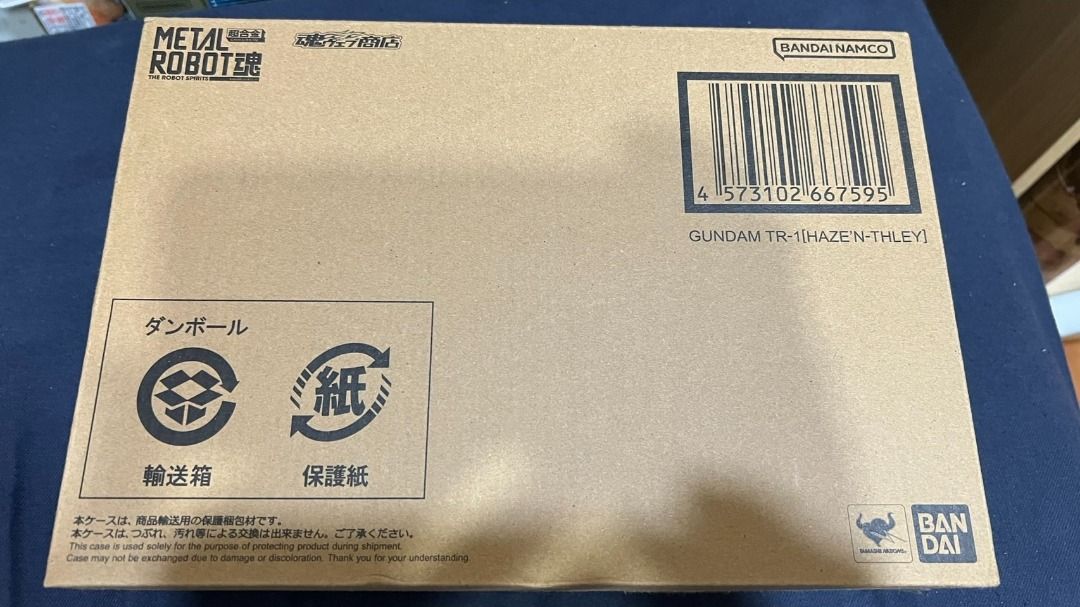 METAL
ROBOT魂
超合金
THE ROBOT SPIRITS
魂ウェブ商店
BANDAI NAMCO
4 573102 667595
GUNDAM TR-1[HAZE'N-THLEY]
ダンボール
紙
輸送箱
保護紙
本ケースは、商品輸送用の保護梱包材です。
本ケースは、つぶれ、汚れ等による交換は出来ません。ご了承ください。
This case is used solely for the purpose of protecting product during shipment.
Case may not be exchanged due to damage or discoloration. Thank you for your understanding.
TAMASHII NATIONS
BAN
DAI